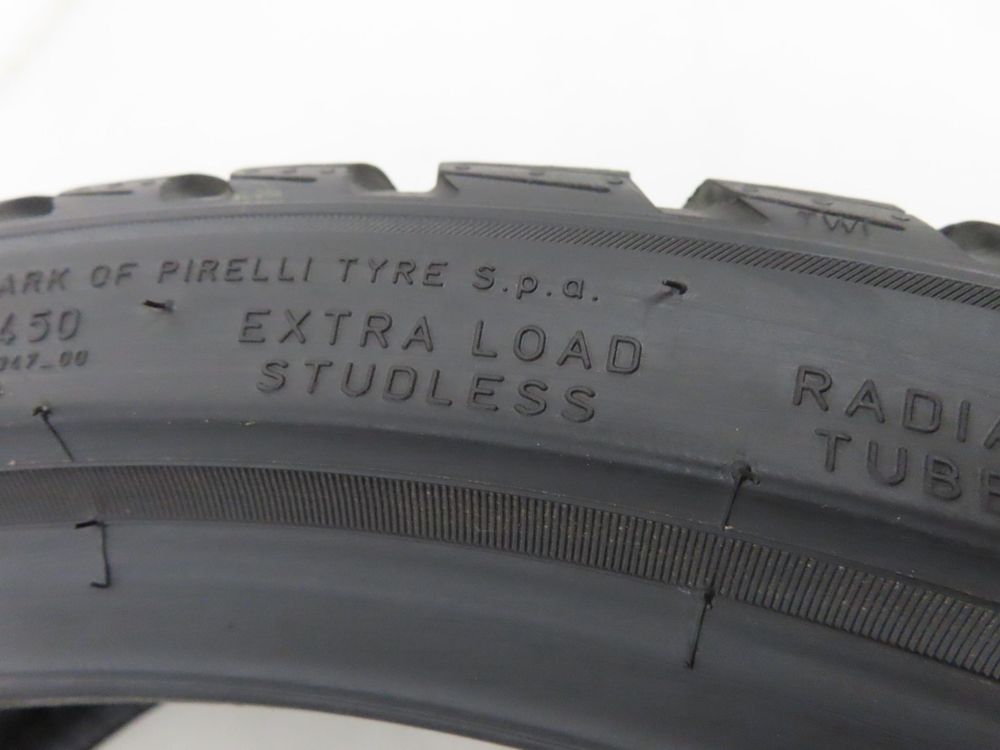 TWI
ARK OF PIRELLI TYRE S.p.a.
450
EXTRA LOAD
STUDLESS
RADIA
TUBE